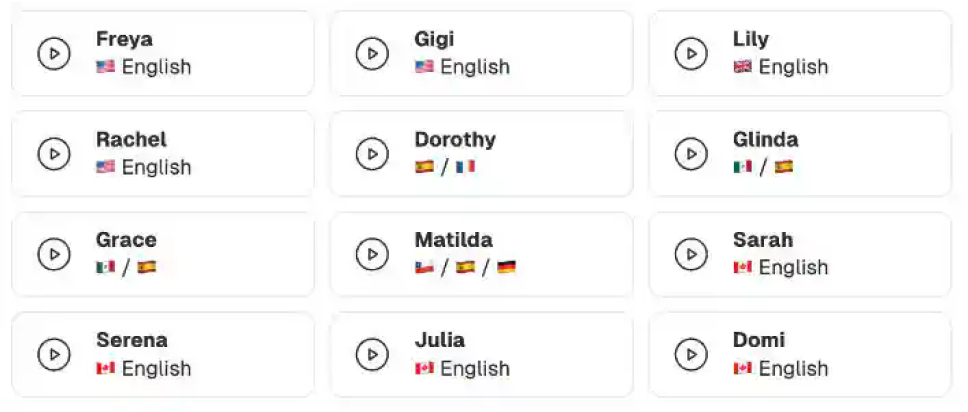 Freya
🇺🇸 English
Gigi
🇺🇸 English
Lily
🇬🇧 English
Rachel
🇺🇸 English
Dorothy
🇪🇸 / 🇫🇷
Glinda
🇲🇽 / 🇪🇸
Grace
🇲🇽 / 🇪🇸
Matilda
🇨🇱 / 🇪🇸 / 🇩🇪
Sarah
🇨🇦 English
Serena
🇨🇦 English
Julia
🇨🇦 English
Domi
🇨🇦 English